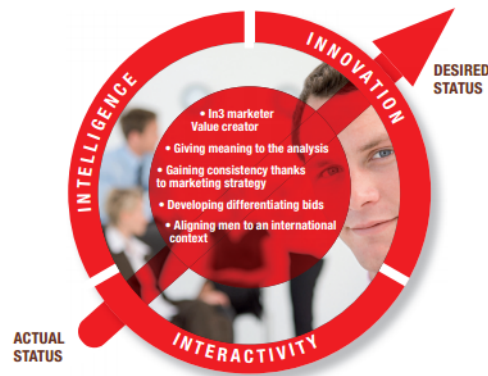 INTELLIGENCE
INNOVATION
DESIRED
STATUS
• In3 marketer
Value creator
• Giving meaning to the analysis
• Gaining consistency thanks
to marketing strategy
• Developing differentiating bids
• Aligning men to an international
context
ACTUAL
STATUS
INTERACTIVITY